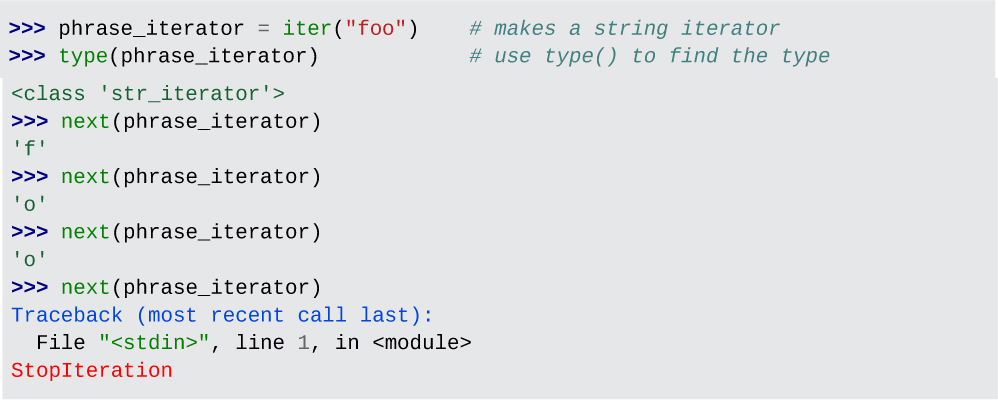 >>> phrase_iterator = iter("foo")    # makes a string iterator
>>> type(phrase_iterator)            # use type() to find the type
<class 'str_iterator'>
>>> next(phrase_iterator)
'f'
>>> next(phrase_iterator)
'o'
>>> next(phrase_iterator)
'o'
>>> next(phrase_iterator)
Traceback (most recent call last):
  File "<stdin>", line 1, in <module>
StopIteration